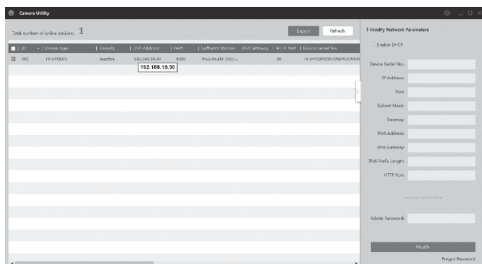 Camera Utility
Total number of online devices: 1
Export
Refresh
ID
Device Type
Security
IPv4 Address
Port
Software Version
IPv4 Gateway
HTTP Port
Device Serial No.
001
Inactive
192.168.10.30
Modify Network Parameters
Enable DHCP
Device Serial No.:
IP Address:
Port:
Subnet Mask:
Gateway:
IPv6 Address:
IPv6 Gateway:
IPv6 Prefix Length:
HTTP Port:
Admin Password:
Modify
Forgot Password